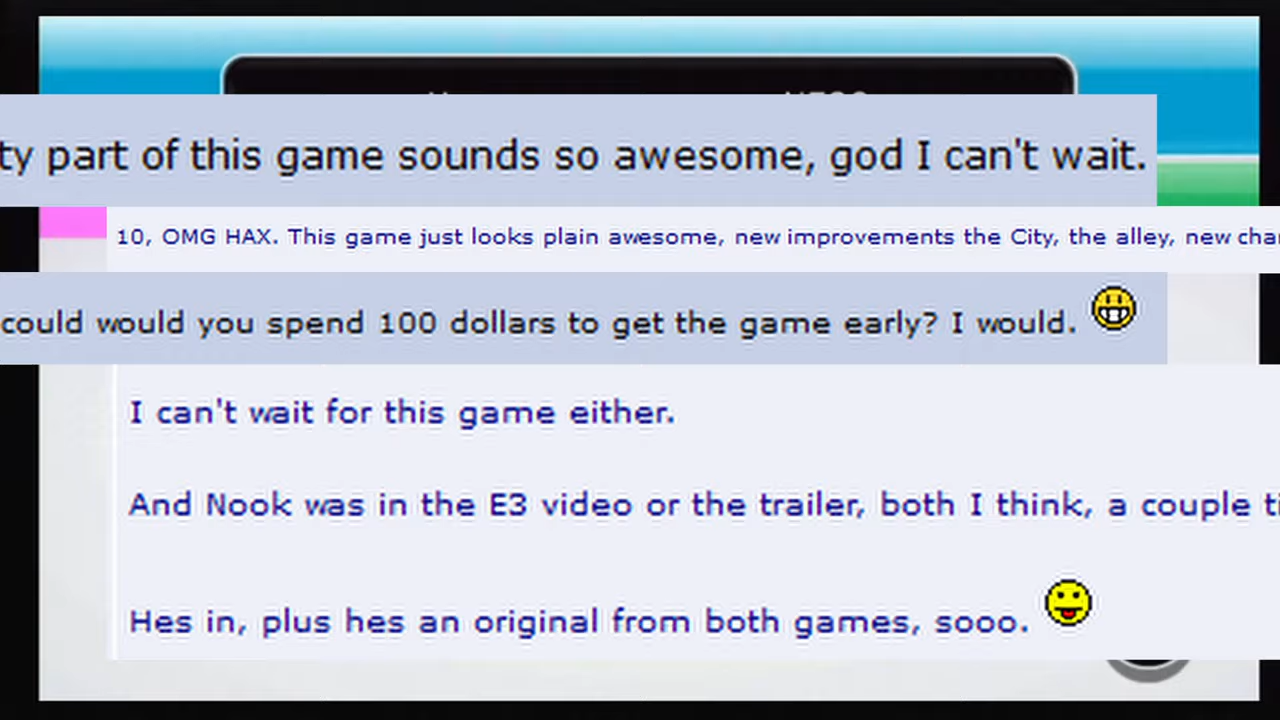 ty part of this game sounds so awesome, god I can't wait.
10, OMG HAX. This game just looks plain awesome, new improvements the City, the alley, new
could would you spend 100 dollars to get the game early? I would.
I can't wait for this game either.
And Nook was in the E3 video or the trailer, both I think, a couple
Hes in, plus hes an original from both games, sooo.